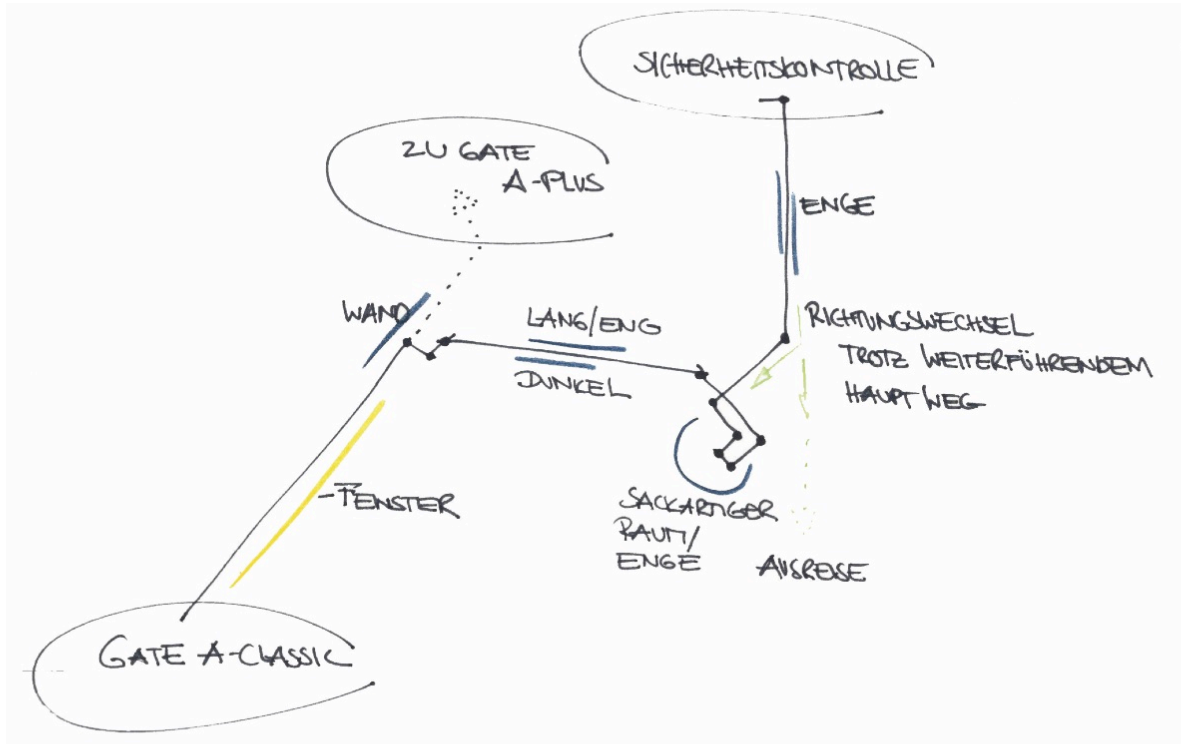 SICHERHEITSKONTROLLE
ZU GATE
A-PLUS
ENGE
WAND
LANG/ENG
DUNKEL
RICHTUNGSWECHSEL
TROTZ WEITERFÜHRENDEM
HAUPTWEG
-FENSTER
SACKARTIGER
RAUM/
ENGE
AUSREISE
GATE A-CLASSIC